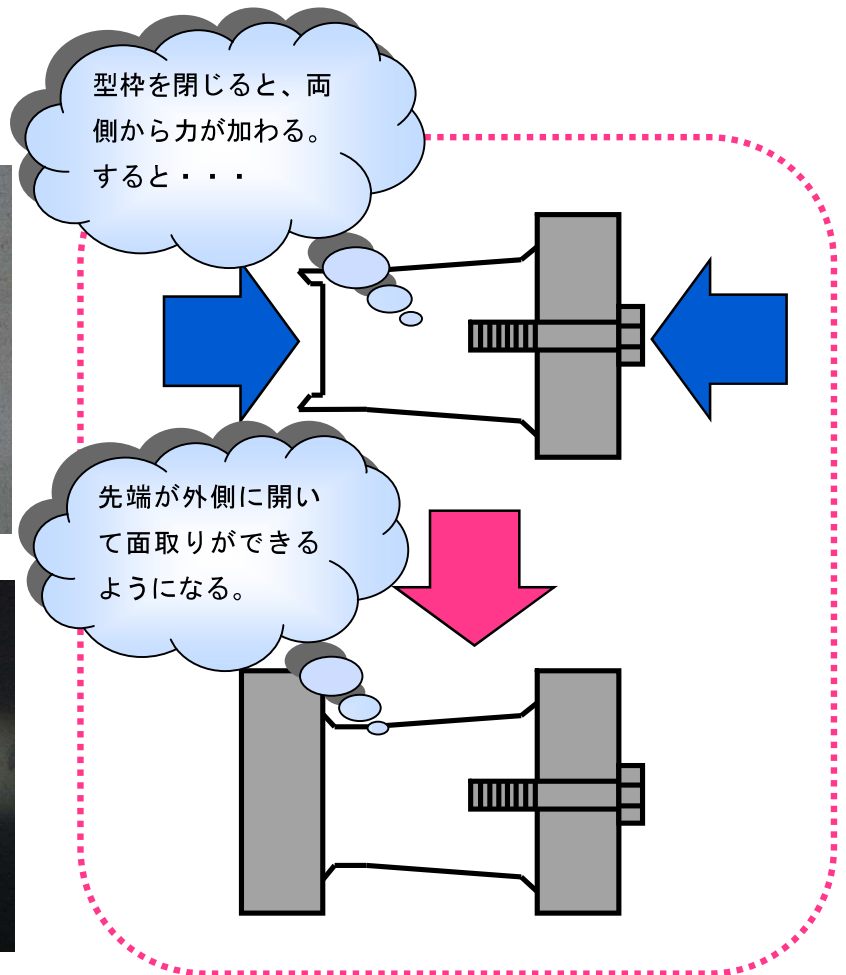 型枠を閉じると、両
側から力が加わる。
すると・・・
先端が外側に開い
て面取りができる
ようになる。